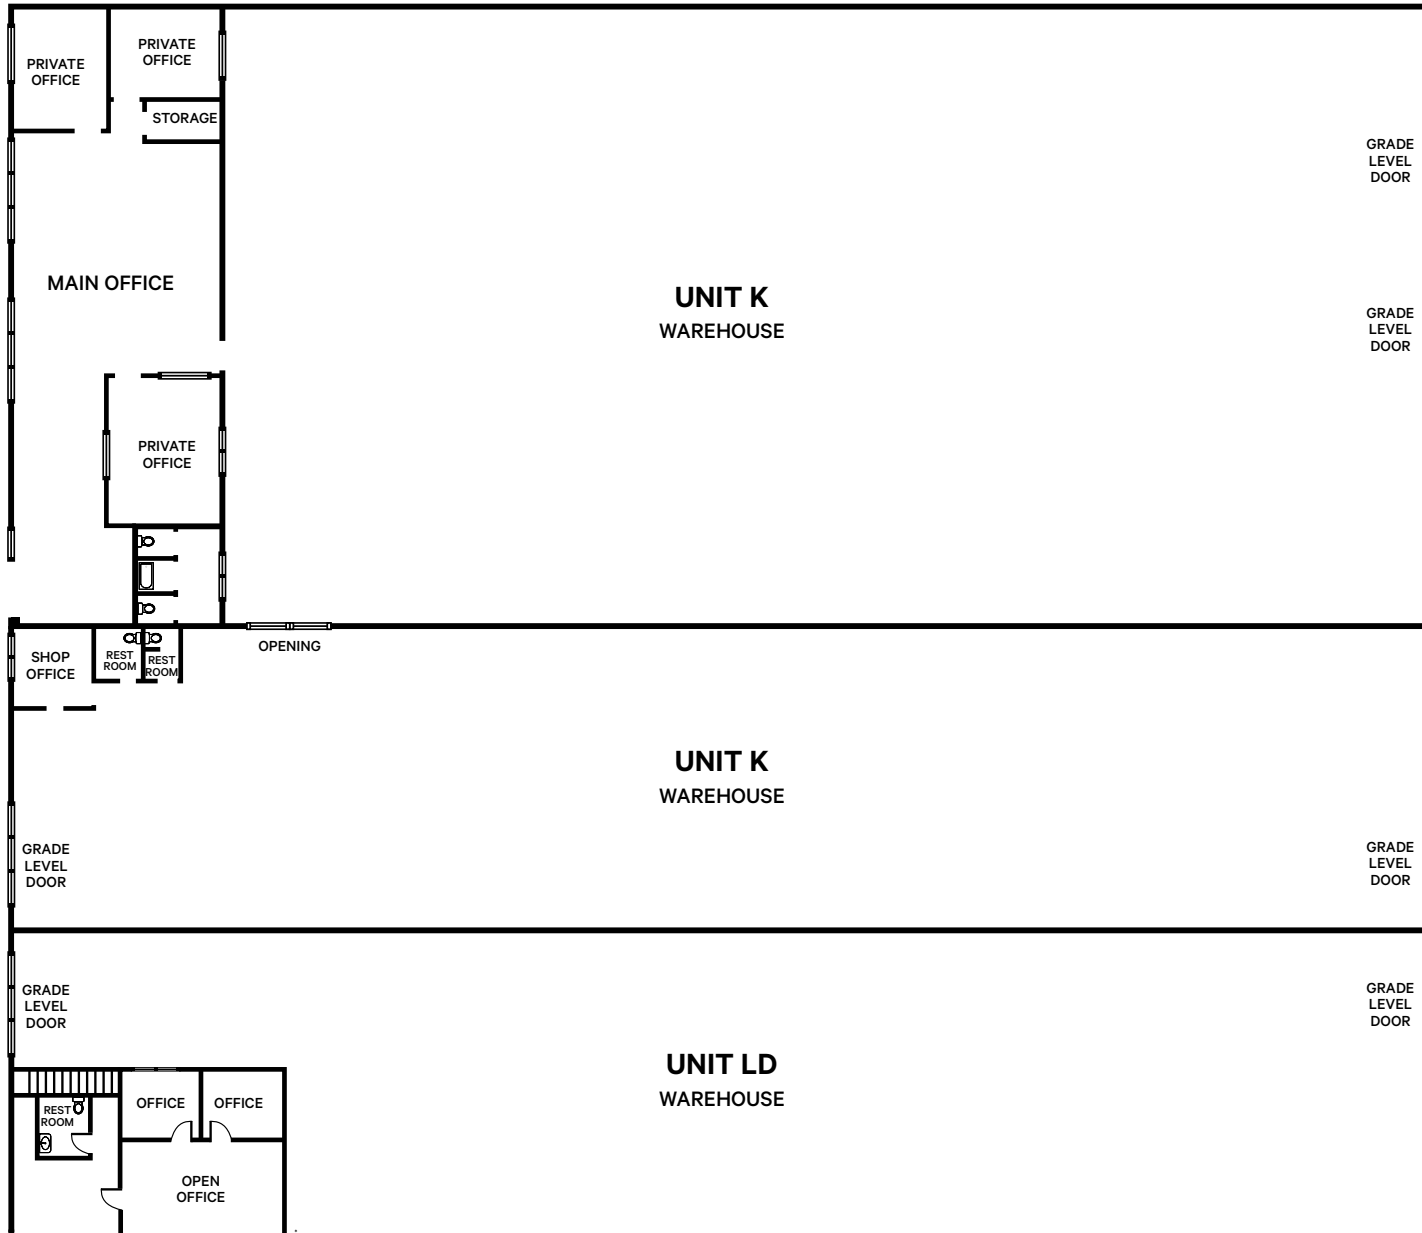 PRIVATE
OFFICE
PRIVATE
OFFICE
STORAGE
GRADE
LEVEL
DOOR
MAIN OFFICE
UNIT K
WAREHOUSE
GRADE
LEVEL
DOOR
PRIVATE
OFFICE
OPENING
SHOP
OFFICE
REST
ROOM
REST
ROOM
UNIT K
WAREHOUSE
GRADE
LEVEL
DOOR
GRADE
LEVEL
DOOR
GRADE
LEVEL
DOOR
GRADE
LEVEL
DOOR
UNIT LD
WAREHOUSE
REST
ROOM
OFFICE
OFFICE
OPEN
OFFICE